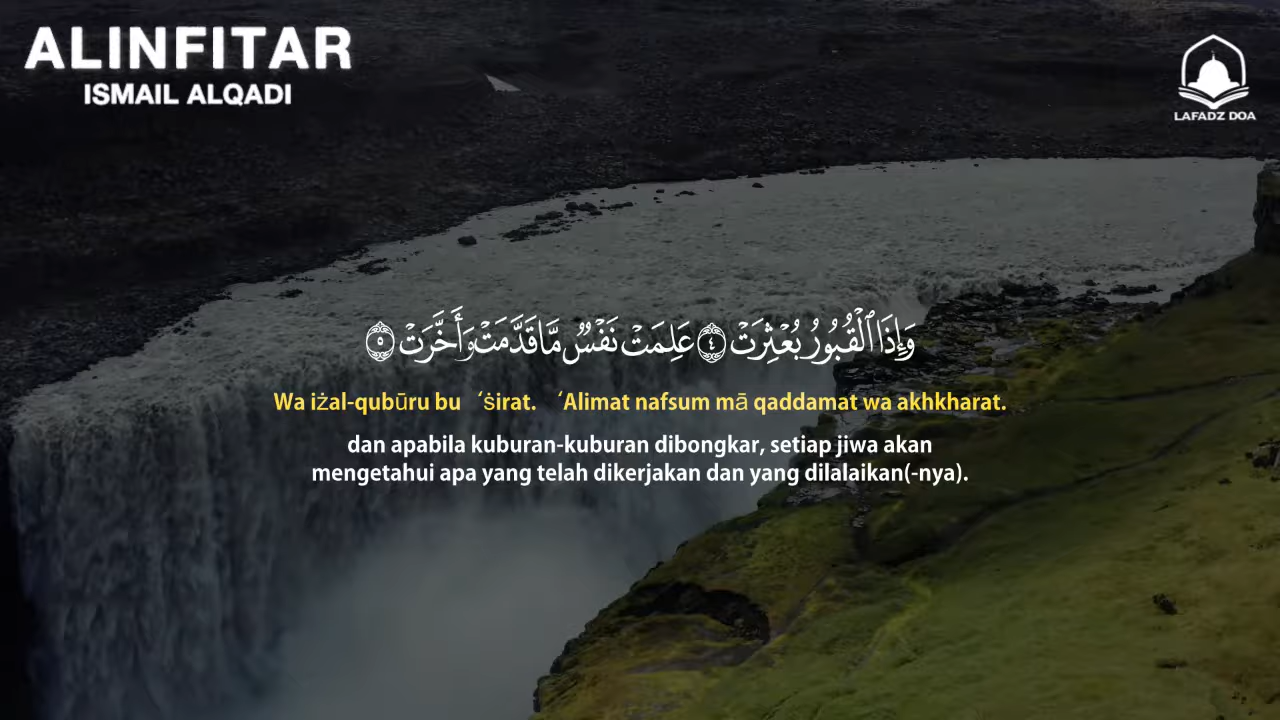 ALINFITAR
ISMAIL ALQADI
LAFADZ DOA
وَإِذَا ٱلْقُبُورُ بُعْثِرَتْ ٤ عَلِمَتْ نَفْسٌ مَّا قَدَّمَتْ وَأَخَّرَتْ ٥
Wa iżal-qubūru bu‘ṡirat. ‘Alimat nafsum mā qaddamat wa akhkharat.
dan apabila kuburan-kuburan dibongkar, setiap jiwa akan
mengetahui apa yang telah dikerjakan dan yang dilalaikan(-nya).